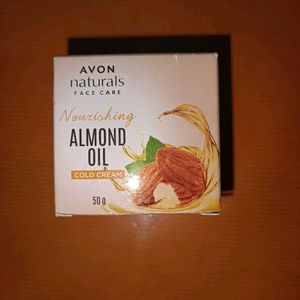 AVON
naturals
FACE CARE
Nourishing
ALMOND
OIL
COLD CREAM
50 g